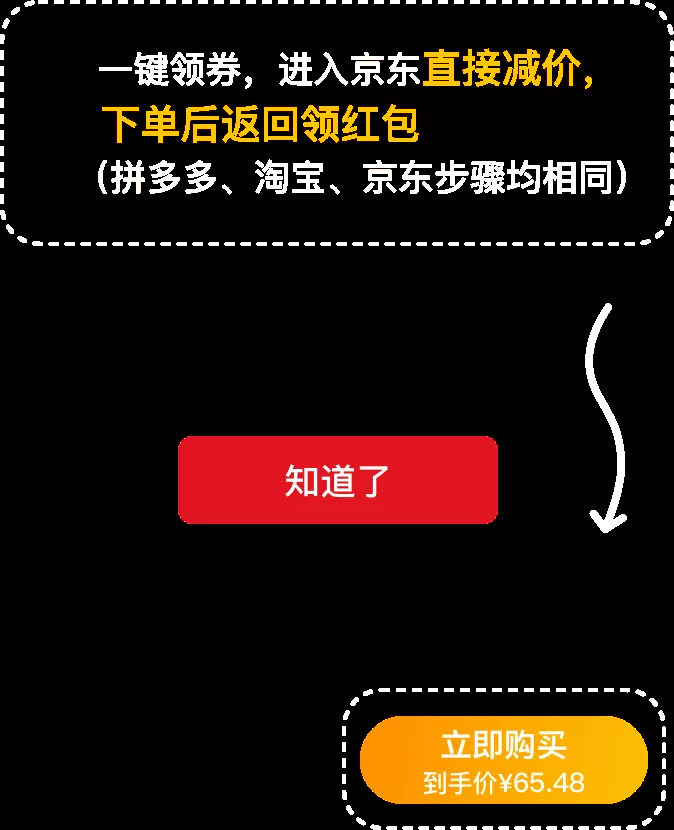 一键领券，进入京东直接减价，
下单后返回领红包
（拼多多、淘宝、京东步骤均相同）
知道了
立即购买
到手价¥65.48